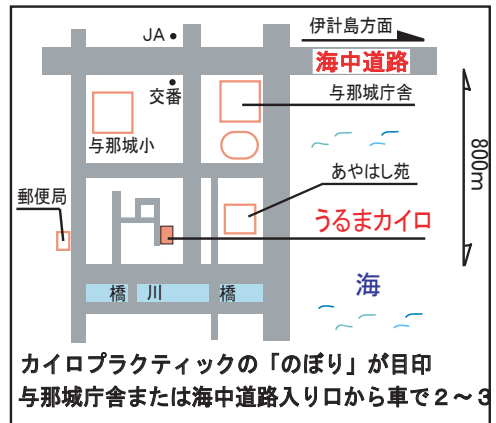 伊計島方面
JA
海中道路
交番
与那城庁舎
与那城小
800m
あやはし苑
郵便局
うるまカイロ
海
橋 川 橋
カイロプラクティックの「のぼり」が目印
与那城庁舎または海中道路入り口から車で２～３